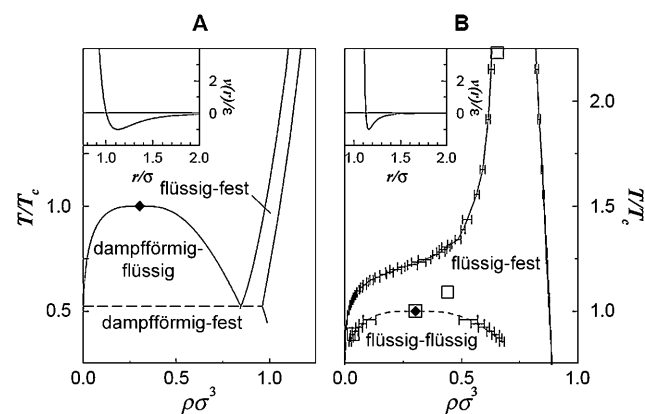 A
B
v(r)/ε
2
0
1.0
1.5
2.0
r/σ
v(r)/ε
2
0
1.0
1.5
2.0
r/σ
T/Tc
1.0
0.5
flüssig-fest
dampfförmig-
flüssig
dampfförmig-fest
0.0
0.5
1.0
ρσ³
T/Tc
2.0
1.5
1.0
flüssig-fest
flüssig-flüssig
0.0
0.5
1.0
ρσ³